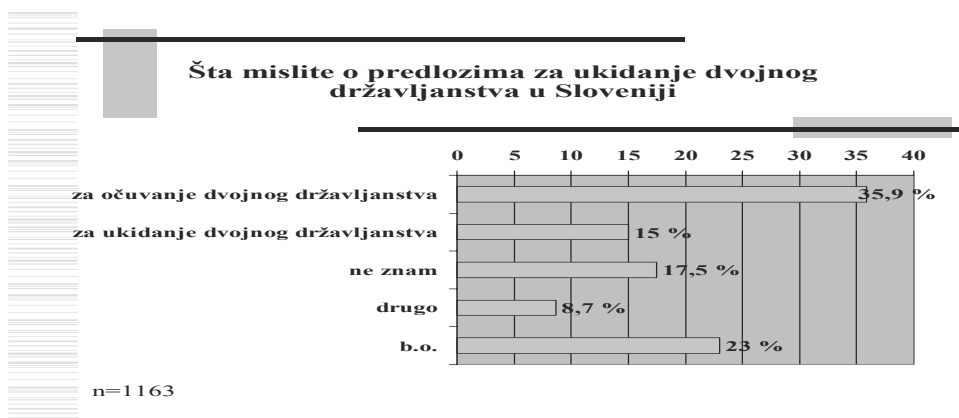 Šta mislite o predlozima za ukidanje dvojnog
državljanstva u Sloveniji
0 5 10 15 20 25 30 35 40
za očuvanje dvojnog državljanstva 35,9 %
za ukidanje dvojnog državljanstva 15 %
ne znam 17,5 %
drugo 8,7 %
b.o. 23 %
n=1163